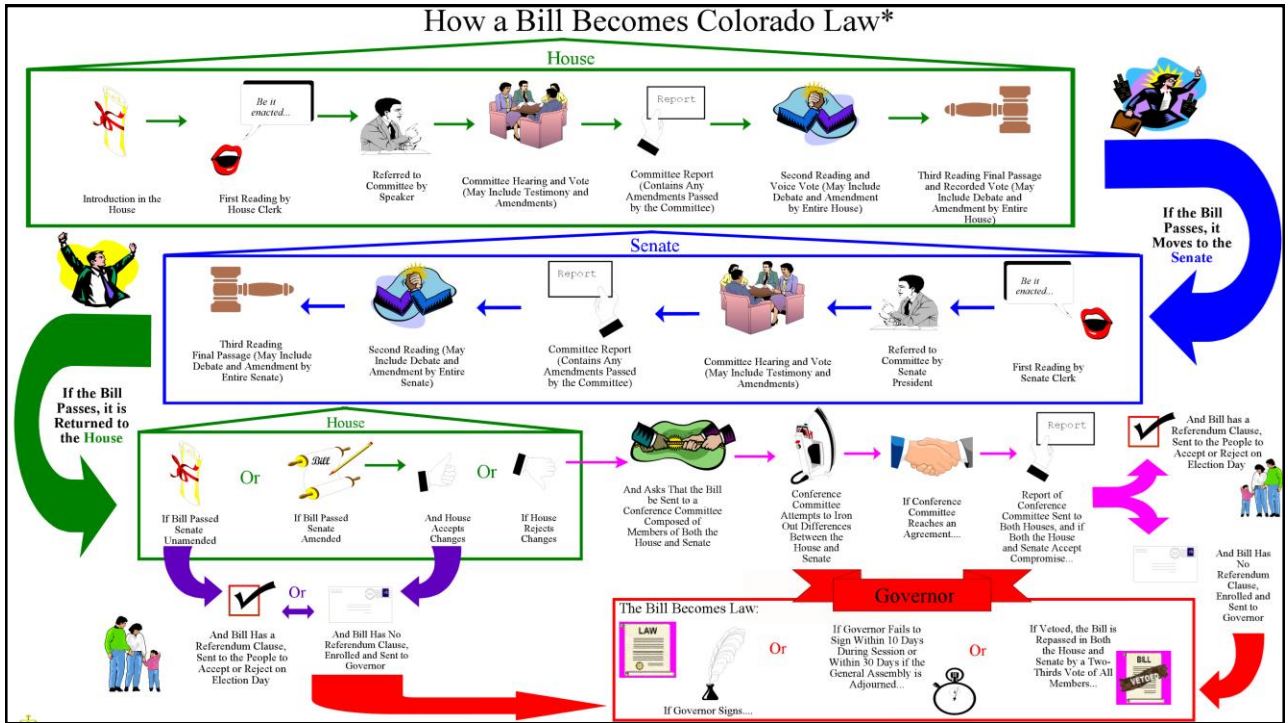 How a Bill Becomes Colorado Law*
House
Be it
enacted...
Report
Introduction in the
House
First Reading by
House Clerk
Referred to
Committee by
Speaker
Committee Hearing and Vote
(May Include Testimony and
Amendments)
Committee Report
(Contains Any
Amendments Passed
by the Committee)
Second Reading and
Voice Vote (May Include
Debate and Amendment
by Entire House)
Third Reading Final Passage
and Recorded Vote (May
Include Debate and
Amendment by Entire
House)
If the Bill
Passes, it
Moves to the
Senate
Senate
Report
Be it
enacted...
Third Reading
Final Passage (May Include
Debate and Amendment by
Entire Senate)
Second Reading (May
Include Debate and
Amendment by Entire
Senate)
Committee Report
(Contains Any
Amendments Passed
by the Committee)
Committee Hearing and Vote
(May Include Testimony and
Amendments)
Referred to
Committee by
Senate
President
First Reading by
Senate Clerk
If the Bill
Passes, it is
Returned to
the House
House
Or
Bill
Or
If Bill Passed
Senate
Unamended
If Bill Passed
Senate
Amended
And House
Accepts
Changes
If House
Rejects
Changes
And Asks That the Bill
be Sent to a
Conference Committee
Composed of
Members of Both the
House and Senate
Conference
Committee
Attempts to Iron
Out Differences
Between the
House and
Senate
If Conference
Committee
Reaches an
Agreement....
Report
Report of
Conference
Committee Sent to
Both Houses, and if
Both the House
and Senate Accept
Compromise...
And Bill has a
Referendum Clause,
Sent to the People to
Accept or Reject on
Election Day
And Bill Has
No
Referendum
Clause,
Enrolled and
Sent to
Governor
Or
And Bill Has a
Referendum Clause,
Sent to the People to
Accept or Reject on
Election Day
And Bill Has No
Referendum Clause,
Enrolled and Sent to
Governor
Governor
The Bill Becomes Law:
LAW
If Governor Signs....
Or
If Governor Fails to
Sign Within 10 Days
During Session or
Within 30 Days if the
General Assembly is
Adjourned...
Or
If Vetoed, the Bill is
Repassed in Both
the House and
Senate by a Two-
Thirds Vote of All
Members...
BILL
VETOED